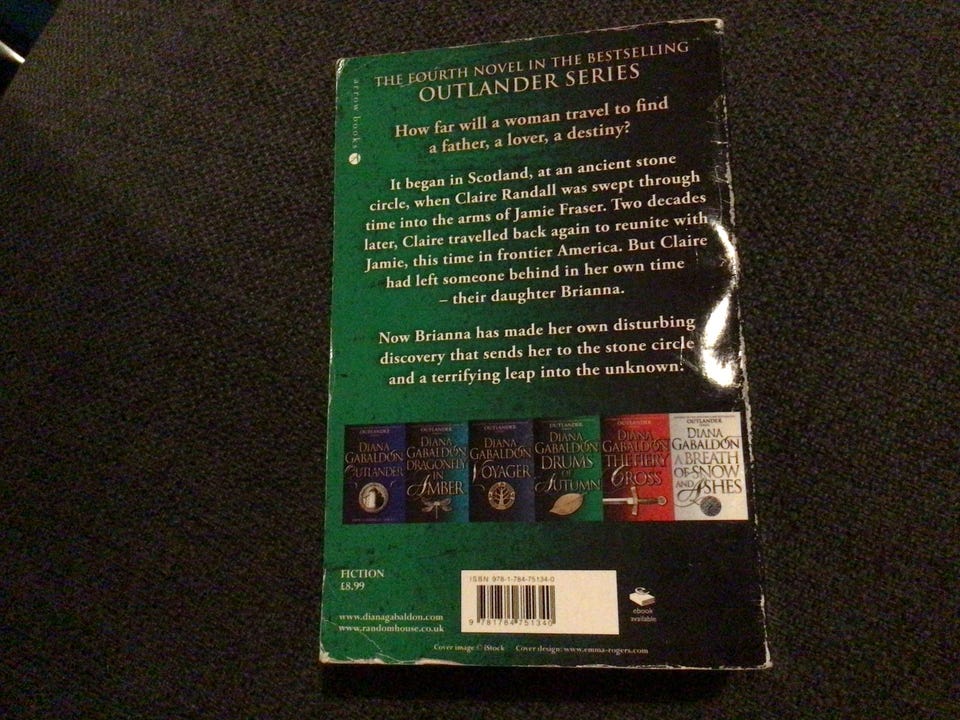 arrow books
THE FOURTH NOVEL IN THE BESTSELLING
OUTLANDER SERIES
How far will a woman travel to find
a father, a lover, a destiny?
It began in Scotland, at an ancient stone
circle, when Claire Randall was swept through
time into the arms of Jamie Fraser. Two decades
later, Claire travelled back again to reunite with
Jamie, this time in frontier America. But Claire
had left someone behind in her own time
– their daughter Brianna.
Now Brianna has made her own disturbing
discovery that sends her to the stone circle
and a terrifying leap into the unknown.
OUTLANDER
DIANA
GABALDON
OUTLANDER
OUTLANDER
DIANA
GABALDON
DRAGONFLY
IN
AMBER
OUTLANDER
DIANA
GABALDON
VOYAGER
OUTLANDER
DIANA
GABALDON
DRUMS
OF
AUTUMN
OUTLANDER
DIANA
GABALDON
THE FIERY
CROSS
OUTLANDER
DIANA
GABALDON
A BREATH
OF SNOW
AND ASHES
FICTION
£8.99
www.dianagabaldon.com
www.randomhouse.co.uk
ISBN 978-1-784-75134-0
9 781784 751340
ebook
available
Cover image © iStock Cover design: www.emma-rogers.com